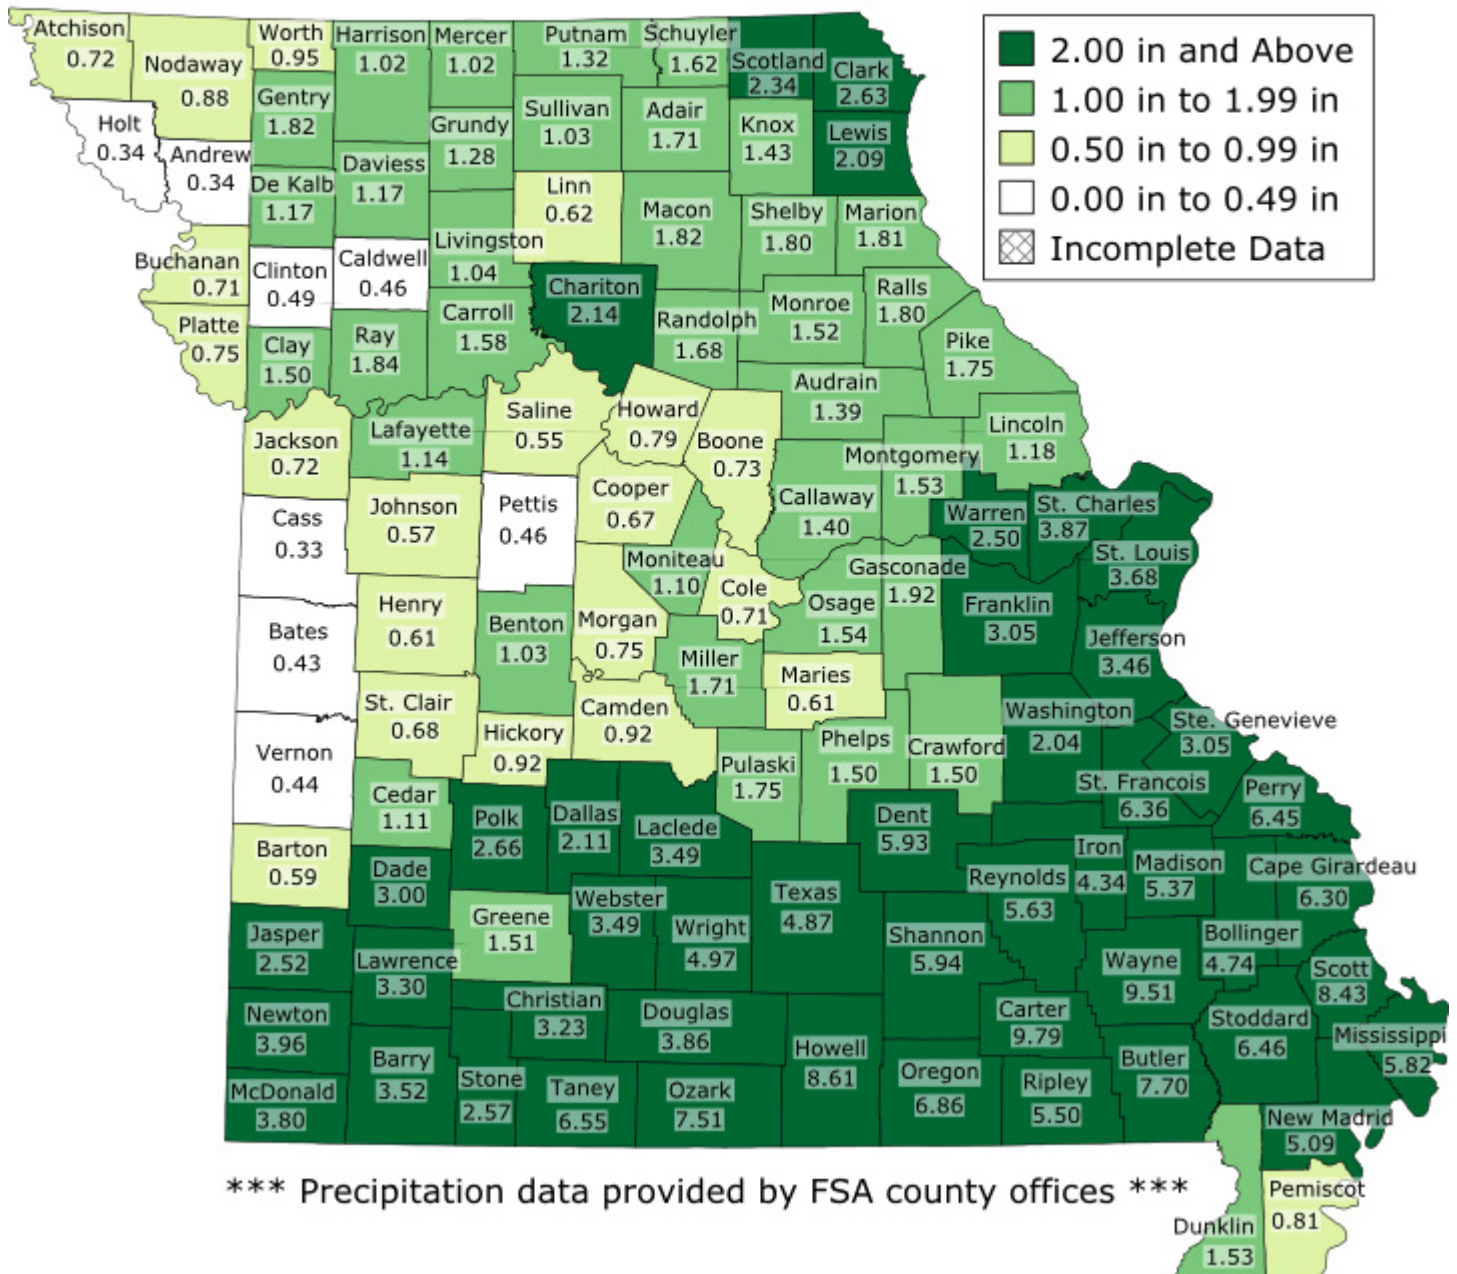 2.00 in and Above
1.00 in to 1.99 in
0.50 in to 0.99 in
0.00 in to 0.49 in
Incomplete Data
Atchison
0.72
Nodaway
0.88
Worth
0.95
Harrison
1.02
Mercer
1.02
Putnam
1.32
Schuyler
1.62
Scotland
2.34
Clark
2.63
Holt
0.34
Andrew
0.34
Gentry
1.82
De Kalb
1.17
Daviess
1.17
Grundy
1.28
Sullivan
1.03
Adair
1.71
Knox
1.43
Lewis
2.09
Buchanan
0.71
Clinton
0.49
Caldwell
0.46
Livingston
1.04
Linn
0.62
Macon
1.82
Shelby
1.80
Marion
1.81
Platte
0.75
Clay
1.50
Ray
1.84
Carroll
1.58
Chariton
2.14
Randolph
1.68
Monroe
1.52
Ralls
1.80
Pike
1.75
Jackson
0.72
Lafayette
1.14
Saline
0.55
Howard
0.79
Boone
0.73
Audrain
1.39
Montgomery
1.53
Lincoln
1.18
Cass
0.33
Johnson
0.57
Pettis
0.46
Cooper
0.67
Moniteau
1.10
Cole
0.71
Callaway
1.40
Warren
2.50
St. Charles
3.87
St. Louis
3.68
Bates
0.43
Henry
0.61
Benton
1.03
Morgan
0.75
Miller
1.71
Osage
1.54
Gasconade
1.92
Franklin
3.05
Jefferson
3.46
Vernon
0.44
St. Clair
0.68
Hickory
0.92
Camden
0.92
Maries
0.61
Pulaski
1.75
Phelps
1.50
Crawford
1.50
Washington
2.04
Ste. Genevieve
3.05
St. Francois
6.36
Perry
6.45
Barton
0.59
Cedar
1.11
Polk
2.66
Dallas
2.11
Laclede
3.49
Dent
5.93
Iron
4.34
Madison
5.37
Cape Girardeau
6.30
Dade
3.00
Greene
1.51
Webster
3.49
Wright
4.97
Texas
4.87
Reynolds
5.63
Shannon
5.94
Bollinger
4.74
Jasper
2.52
Lawrence
3.30
Christian
3.23
Douglas
3.86
Wayne
9.51
Scott
8.43
Newton
3.96
Barry
3.52
Stone
2.57
Taney
6.55
Ozark
7.51
Howell
8.61
Oregon
6.86
Carter
9.79
Ripley
5.50
Butler
7.70
Stoddard
6.46
Mississippi
5.82
McDonald
3.80
New Madrid
5.09
Dunklin
1.53
Pemiscot
0.81
*** Precipitation data provided by FSA county offices ***